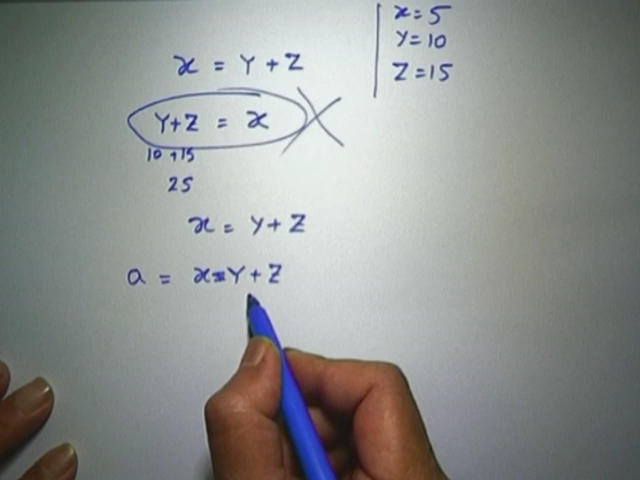 x = Y + Z
Y+Z = x
10 + 15
25
x = Y + Z
a = x=Y + Z
x = 5
Y = 10
Z = 15